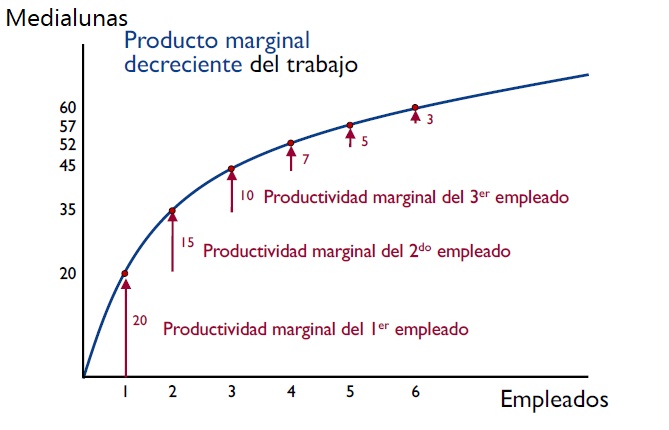 Medialunas
Producto marginal
decreciente del trabajo
60
57
52
45
35
20
3
5
7
10 Productividad marginal del 3er empleado
15 Productividad marginal del 2do empleado
20 Productividad marginal del 1er empleado
1 2 3 4 5 6
Empleados